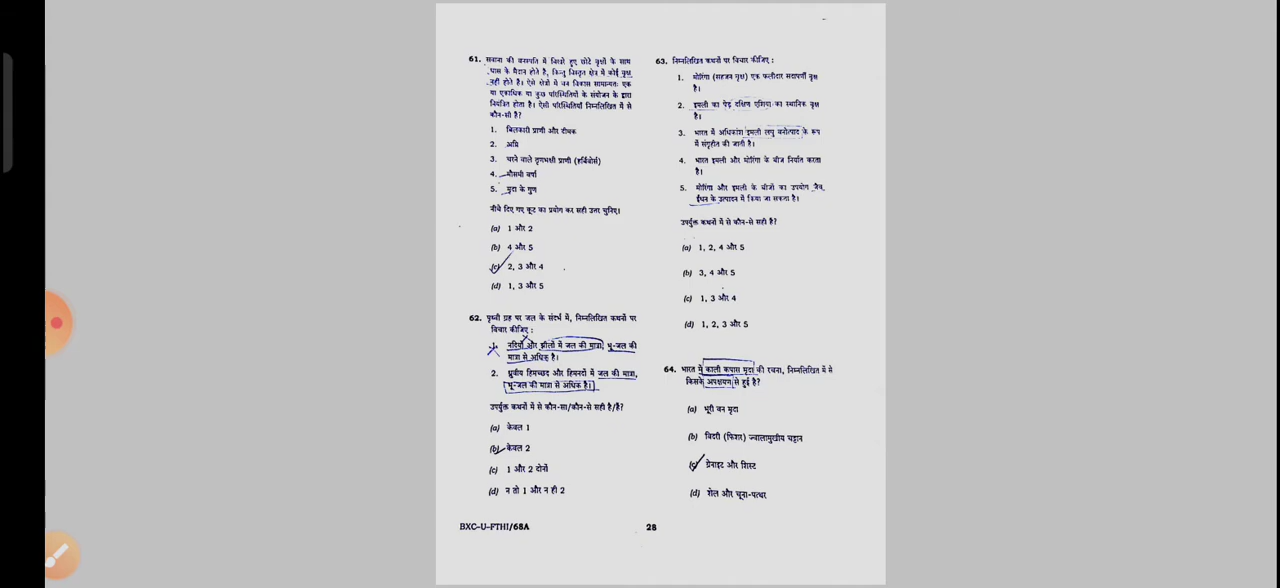 61. सवाना की वनस्पति में बिखरे हुए छोटे वृक्षों के साथ
घास के मैदान होते हैं, किन्तु विस्तृत क्षेत्र में कोई वृक्ष
नहीं होते हैं। ऐसे क्षेत्रों में वन विकास सामान्यतः एक
या एकाधिक या कुछ परिस्थितियों के संयोजन के द्वारा
नियंत्रित होता है। ऐसी परिस्थितियाँ निम्नलिखित में से
कौन-सी हैं?
1. बिलकारी प्राणी और दीमक
2. अग्नि
3. चरने वाले तृणभक्षी प्राणी (हर्बिवोर्स)
4. मौसमी वर्षा
5. मृदा के गुण
नीचे दिए गए कूट का प्रयोग कर सही उत्तर चुनिए।
(a) 1 और 2
(b) 4 और 5
(c) 2, 3 और 4
(d) 1, 3 और 5
62. पृथ्वी ग्रह पर जल के संदर्भ में, निम्नलिखित कथनों पर
विचार कीजिए :
1. नदियों और झीलों में जल की मात्रा, भू-जल की
मात्रा से अधिक है।
2. ध्रुवीय हिमच्छद और हिमनदों में जल की मात्रा,
भू-जल की मात्रा से अधिक है।
उपर्युक्त कथनों में से कौन-सा/कौन-से सही है/हैं?
(a) केवल 1
(b) केवल 2
(c) 1 और 2 दोनों
(d) न तो 1 और न ही 2
63. निम्नलिखित कथनों पर विचार कीजिए :
1. मोरिंगा (सहजन वृक्ष) एक फलीदार सदापर्णी वृक्ष
है।
2. इमली का पेड़ दक्षिण एशिया का स्थानिक वृक्ष
है।
3. भारत में अधिकांश इमली लघु वनोत्पाद के रूप
में संगृहीत की जाती है।
4. भारत इमली और मोरिंगा के बीज निर्यात करता
है।
5. मोरिंगा और इमली के बीजों का उपयोग जैव
ईंधन के उत्पादन में किया जा सकता है।
उपर्युक्त कथनों में से कौन-से सही हैं?
(a) 1, 2, 4 और 5
(b) 3, 4 और 5
(c) 1, 3 और 4
(d) 1, 2, 3 और 5
64. भारत में काली कपास मृदा की रचना, निम्नलिखित में से
किसके अपक्षयण से हुई है?
(a) भूरी वन मृदा
(b) विदरी (फिशर) ज्वालामुखीय चट्टान
(c) ग्रेनाइट और शिस्ट
(d) शेल और चूना-पत्थर
BXC-U-FTHI/68A
28